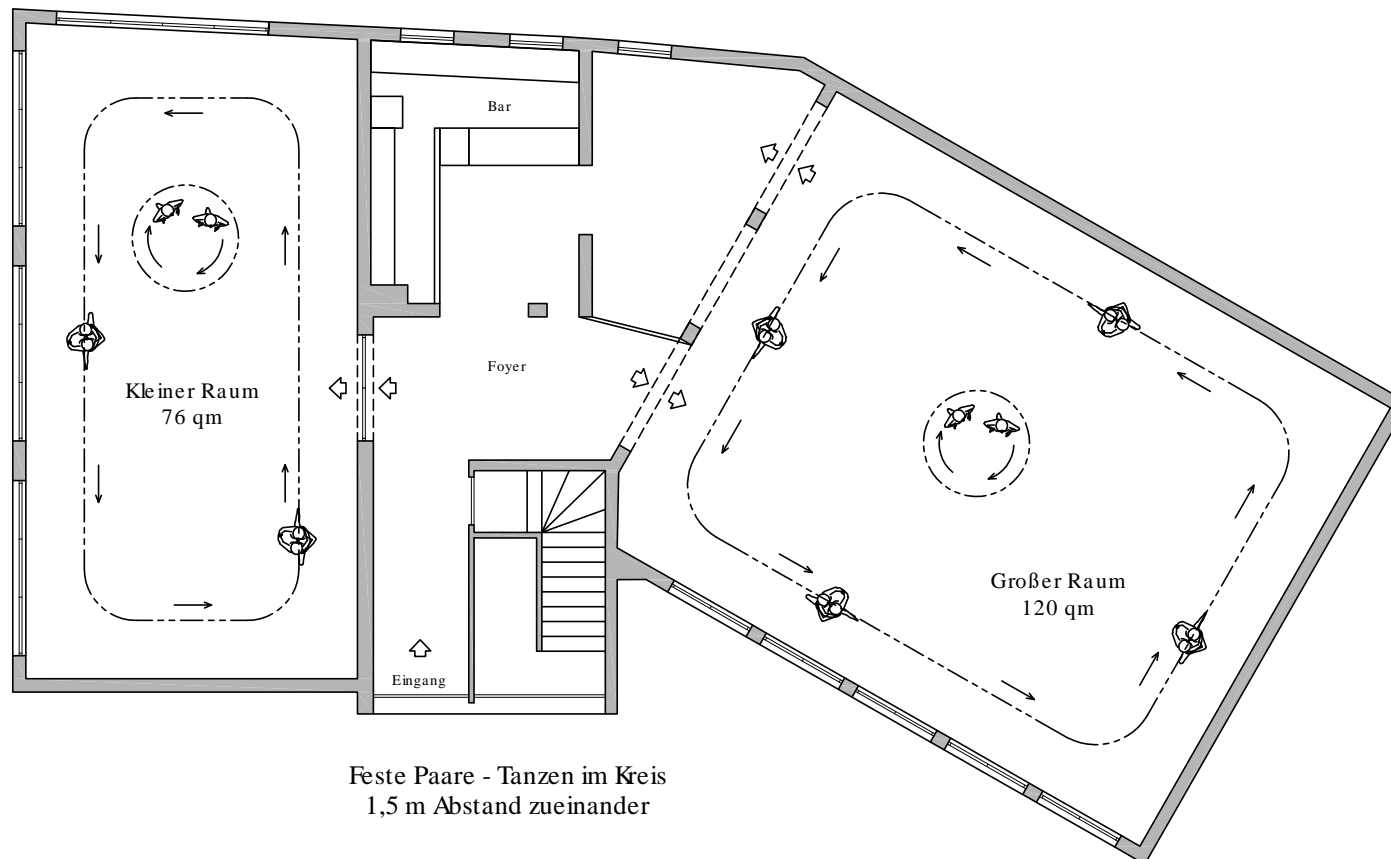 Bar
Foyer
Kleiner Raum
76 qm
Großer Raum
120 qm
Eingang
Feste Paare - Tanzen im Kreis
1,5 m Abstand zueinander